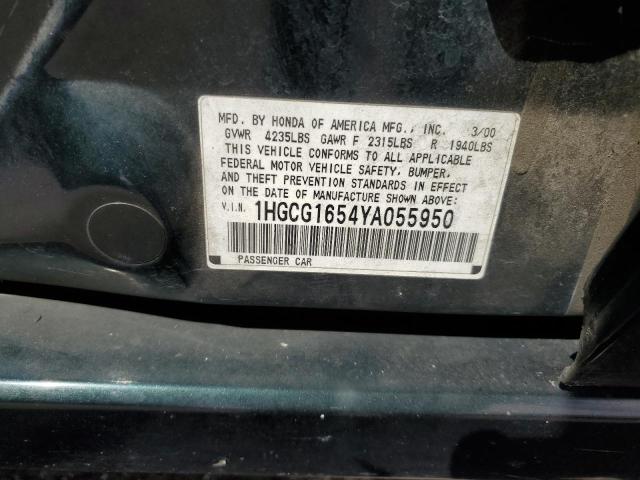 MFD. BY HONDA OF AMERICA MFG., INC. 3/00
GVWR 4235LBS GAWR F 2315LBS R 1940LBS
THIS VEHICLE CONFORMS TO ALL APPLICABLE
FEDERAL MOTOR VEHICLE SAFETY, BUMPER,
AND THEFT PREVENTION STANDARDS IN EFFECT
ON THE DATE OF MANUFACTURE SHOWN ABOVE:
V.I.N. 1HGCG1654YA055950
PASSENGER CAR